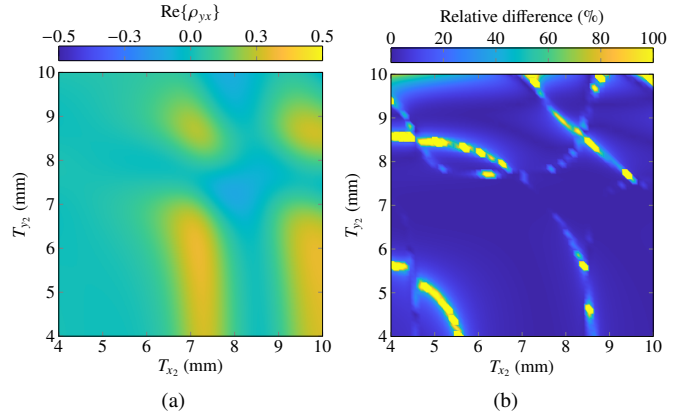 Re{ρyx}
−0.5 −0.3 0.0 0.3 0.5
10
9
8
7
6
5
4
Ty2 (mm)
4 5 6 7 8 9 10
Tx2 (mm)
(a)
Relative difference (%)
0 20 40 60 80 100
10
9
8
7
6
5
4
Ty2 (mm)
4 5 6 7 8 9 10
Tx2 (mm)
(b)